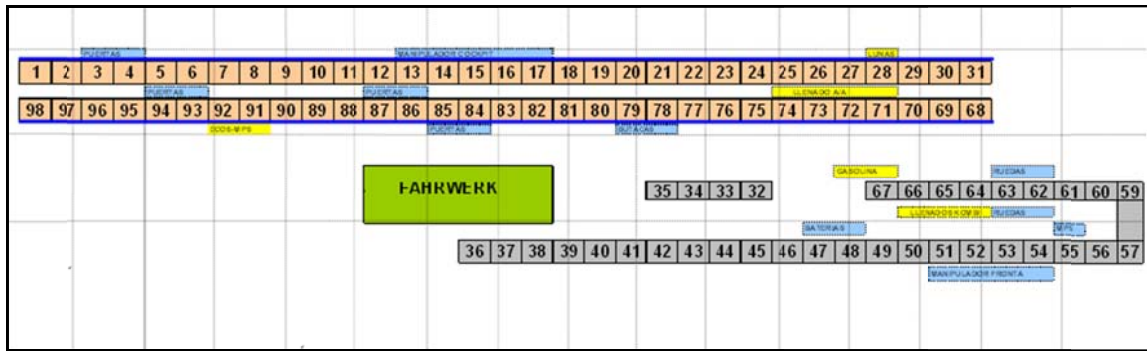 PUERTAS MANIPULADOR COCKPIT LUNAS
1 2 3 4 5 6 7 8 9 10 11 12 13 14 15 16 17 18 19 20 21 22 23 24 25 26 27 28 29 30 31
PUERTAS PUERTAS LLENADO A/A
98 97 96 95 94 93 92 91 90 89 88 87 86 85 84 83 82 81 80 79 78 77 76 75 74 73 72 71 70 69 68
PUERTAS BUTACAS
FAHRWERK
GASOLINA RUEDAS
35 34 33 32 67 66 65 64 63 62 61 60 59
LLENADOS KOMBI RUEDAS
BATERIAS MPS
36 37 38 39 40 41 42 43 44 45 46 47 48 49 50 51 52 53 54 55 56 57
MANIPULADOR FRONTA